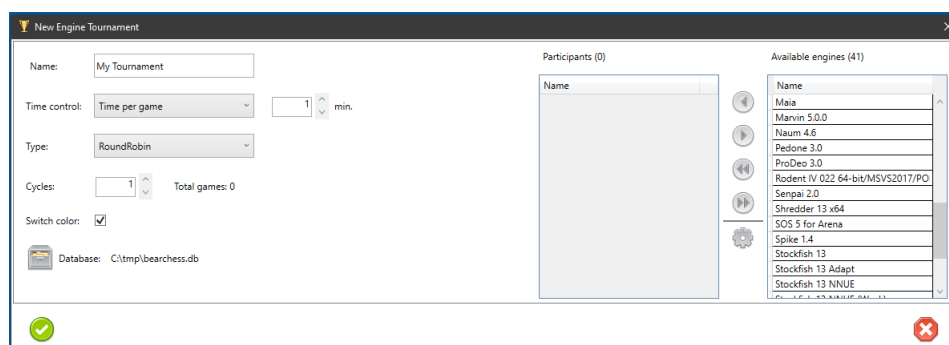 New Engine Tournament
Name:
My Tournament
Time control:
Time per game
1
min.
Type:
RoundRobin
Cycles:
1
Total games: 0
Switch color:
Database:
C:\tmp\bearchess.db
Participants (0)
Name
Available engines (41)
Name
Maia
Marvin 5.0.0
Naum 4.6
Pedone 3.0
ProDeo 3.0
Rodent IV 022 64-bit/MSVS2017/PO
Senpai 2.0
Shredder 13 x64
SOS 5 for Arena
Spike 1.4
Stockfish 13
Stockfish 13 Adapt
Stockfish 13 NNUE